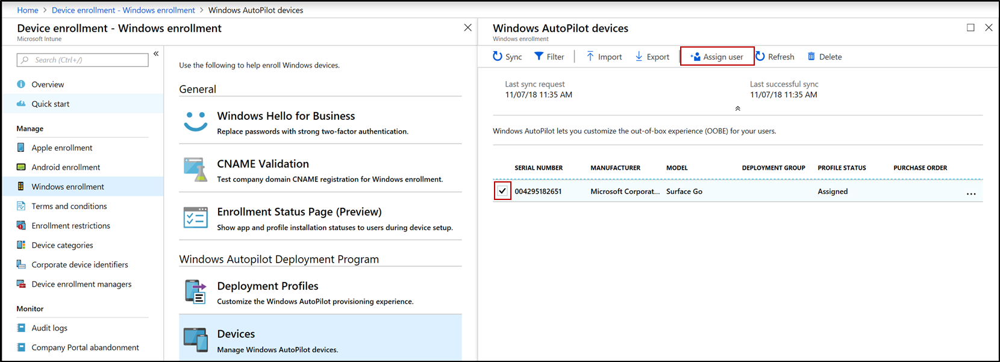 Home > Device enrollment - Windows enrollment > Windows AutoPilot devices
Device enrollment - Windows enrollment
Microsoft Intune
Search (Ctrl+/)
Overview
Quick start
Manage
Apple enrollment
Android enrollment
Windows enrollment
Terms and conditions
Enrollment restrictions
Device categories
Corporate device identifiers
Device enrollment managers
Monitor
Audit logs
Company Portal abandonment
Use the following to help enroll Windows devices.
General
Windows Hello for Business
Replace passwords with strong two-factor authentication.
CNAME Validation
Test company domain CNAME registration for Windows enrollment.
Enrollment Status Page (Preview)
Show app and profile installation statuses to users during device setup.
Windows Autopilot Deployment Program
Deployment Profiles
Customize the Windows AutoPilot provisioning experience.
Devices
Manage Windows AutoPilot devices.
Windows AutoPilot devices
Windows enrollment
Sync Filter Import Export Assign user Refresh Delete
Last sync request Last successful sync
11/07/18 11:35 AM 11/07/18 11:35 AM
Windows AutoPilot lets you customize the out-of-box experience (OOBE) for your users.
SERIAL NUMBER MANUFACTURER MODEL DEPLOYMENT GROUP PROFILE STATUS PURCHASE ORDER
004295182651 Microsoft Corporat... Surface Go Assigned ...